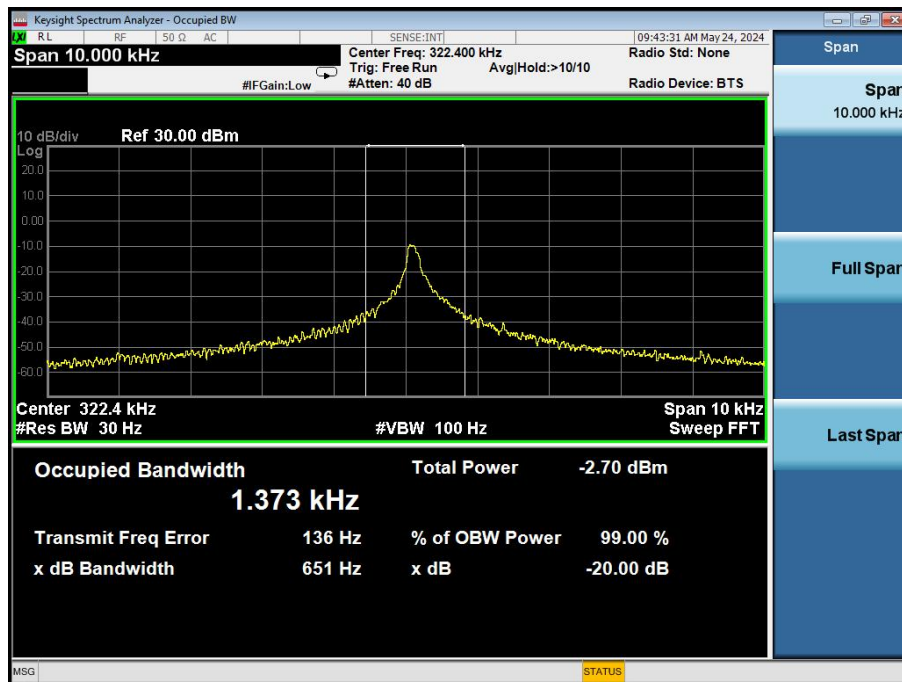 Keysight Spectrum Analyzer - Occupied BW
LXI RL RF 50 Ω AC SENSE:INT 09:43:31 AM May 24, 2024
Span 10.000 kHz
Center Freq: 322.400 kHz Radio Std: None
Trig: Free Run Avg|Hold:>10/10
#IFGain:Low #Atten: 40 dB Radio Device: BTS
10 dB/div Ref 30.00 dBm
Log
20.0
10.0
0.00
-10.0
-20.0
-30.0
-40.0
-50.0
-60.0
Center 322.4 kHz Span 10 kHz
#Res BW 30 Hz #VBW 100 Hz Sweep FFT
Occupied Bandwidth Total Power -2.70 dBm
1.373 kHz
Transmit Freq Error 136 Hz % of OBW Power 99.00 %
x dB Bandwidth 651 Hz x dB -20.00 dB
Span
Span
10.000 kHz
Full Span
Last Span
MSG STATUS